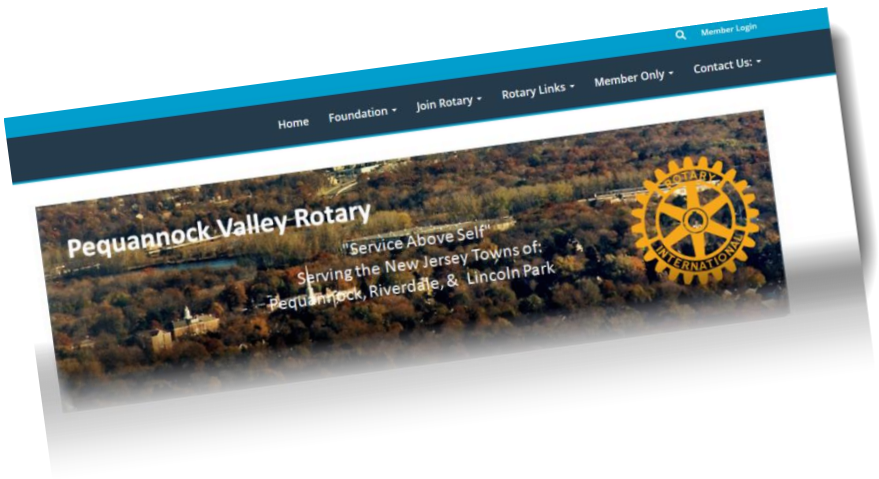 Member Login
Home Foundation Join Rotary Rotary Links Member Only Contact Us:
Pequannock Valley Rotary
"Service Above Self"
Serving the New Jersey Towns of:
Pequannock, Riverdale, & Lincoln Park
ROTARY
INTERNATIONAL